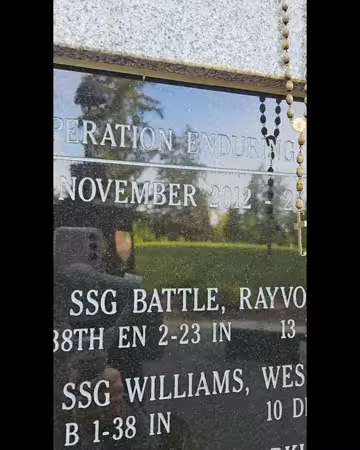 PERATION ENDURING
NOVEMBER 2012 - 2
SSG BATTLE, RAYVO
38TH EN 2-23 IN 13
SSG WILLIAMS, WES
B 1-38 IN 10 D